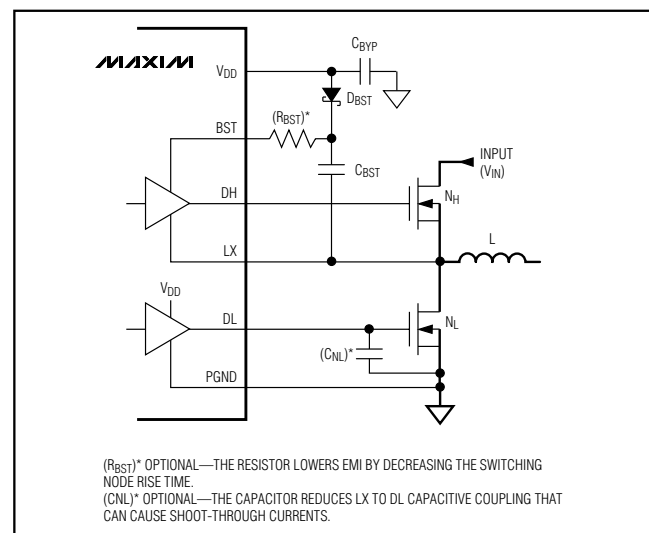 MAXIM
VDD
CBYP
DBST
BST
(RBST)*
CBST
INPUT
(VIN)
DH
NH
LX
L
VDD
DL
NL
(CNL)*
PGND
(RBST)* OPTIONAL—THE RESISTOR LOWERS EMI BY DECREASING THE SWITCHING
NODE RISE TIME.
(CNL)* OPTIONAL—THE CAPACITOR REDUCES LX TO DL CAPACITIVE COUPLING THAT
CAN CAUSE SHOOT-THROUGH CURRENTS.